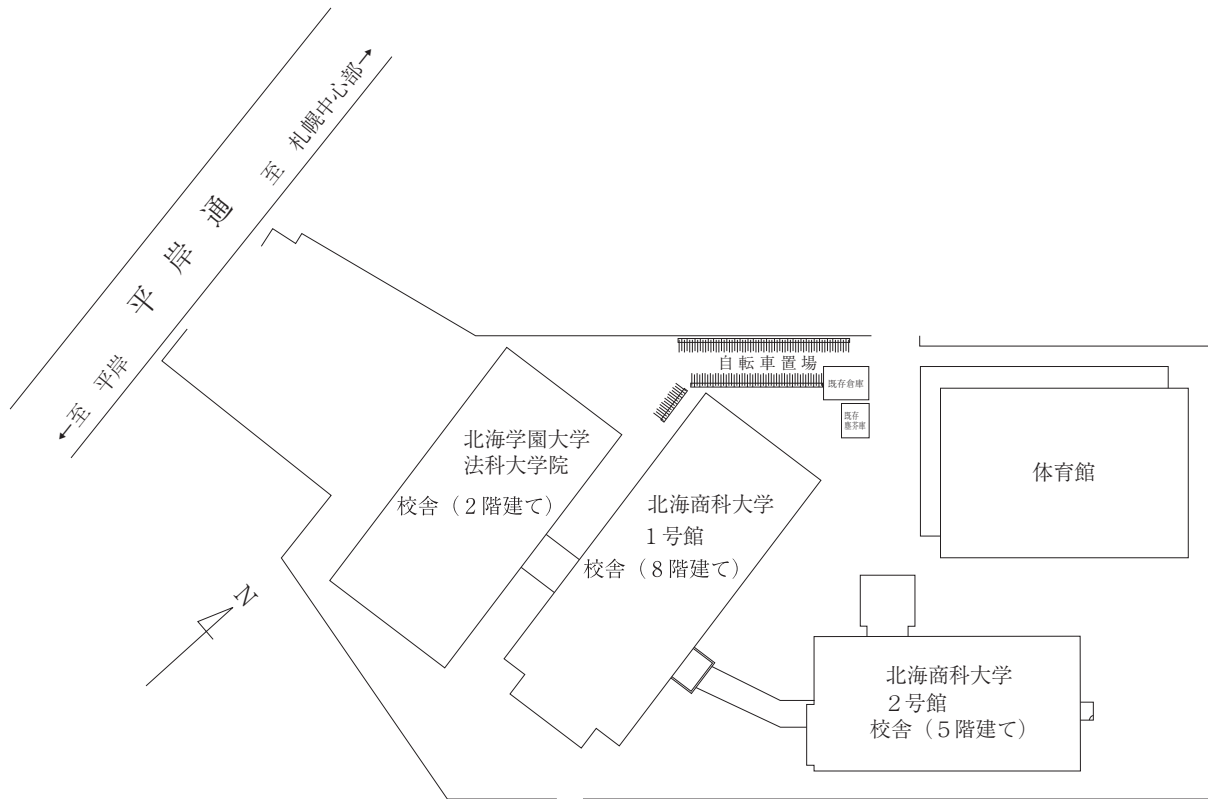 至 札幌中心部→
平岸通
←至 平岸
自転車置場
既存倉庫
既存
塵芥庫
北海学園大学
法科大学院
校舎（２階建て）
北海商科大学
１号館
校舎（８階建て）
体育館
N
北海商科大学
２号館
校舎（５階建て）